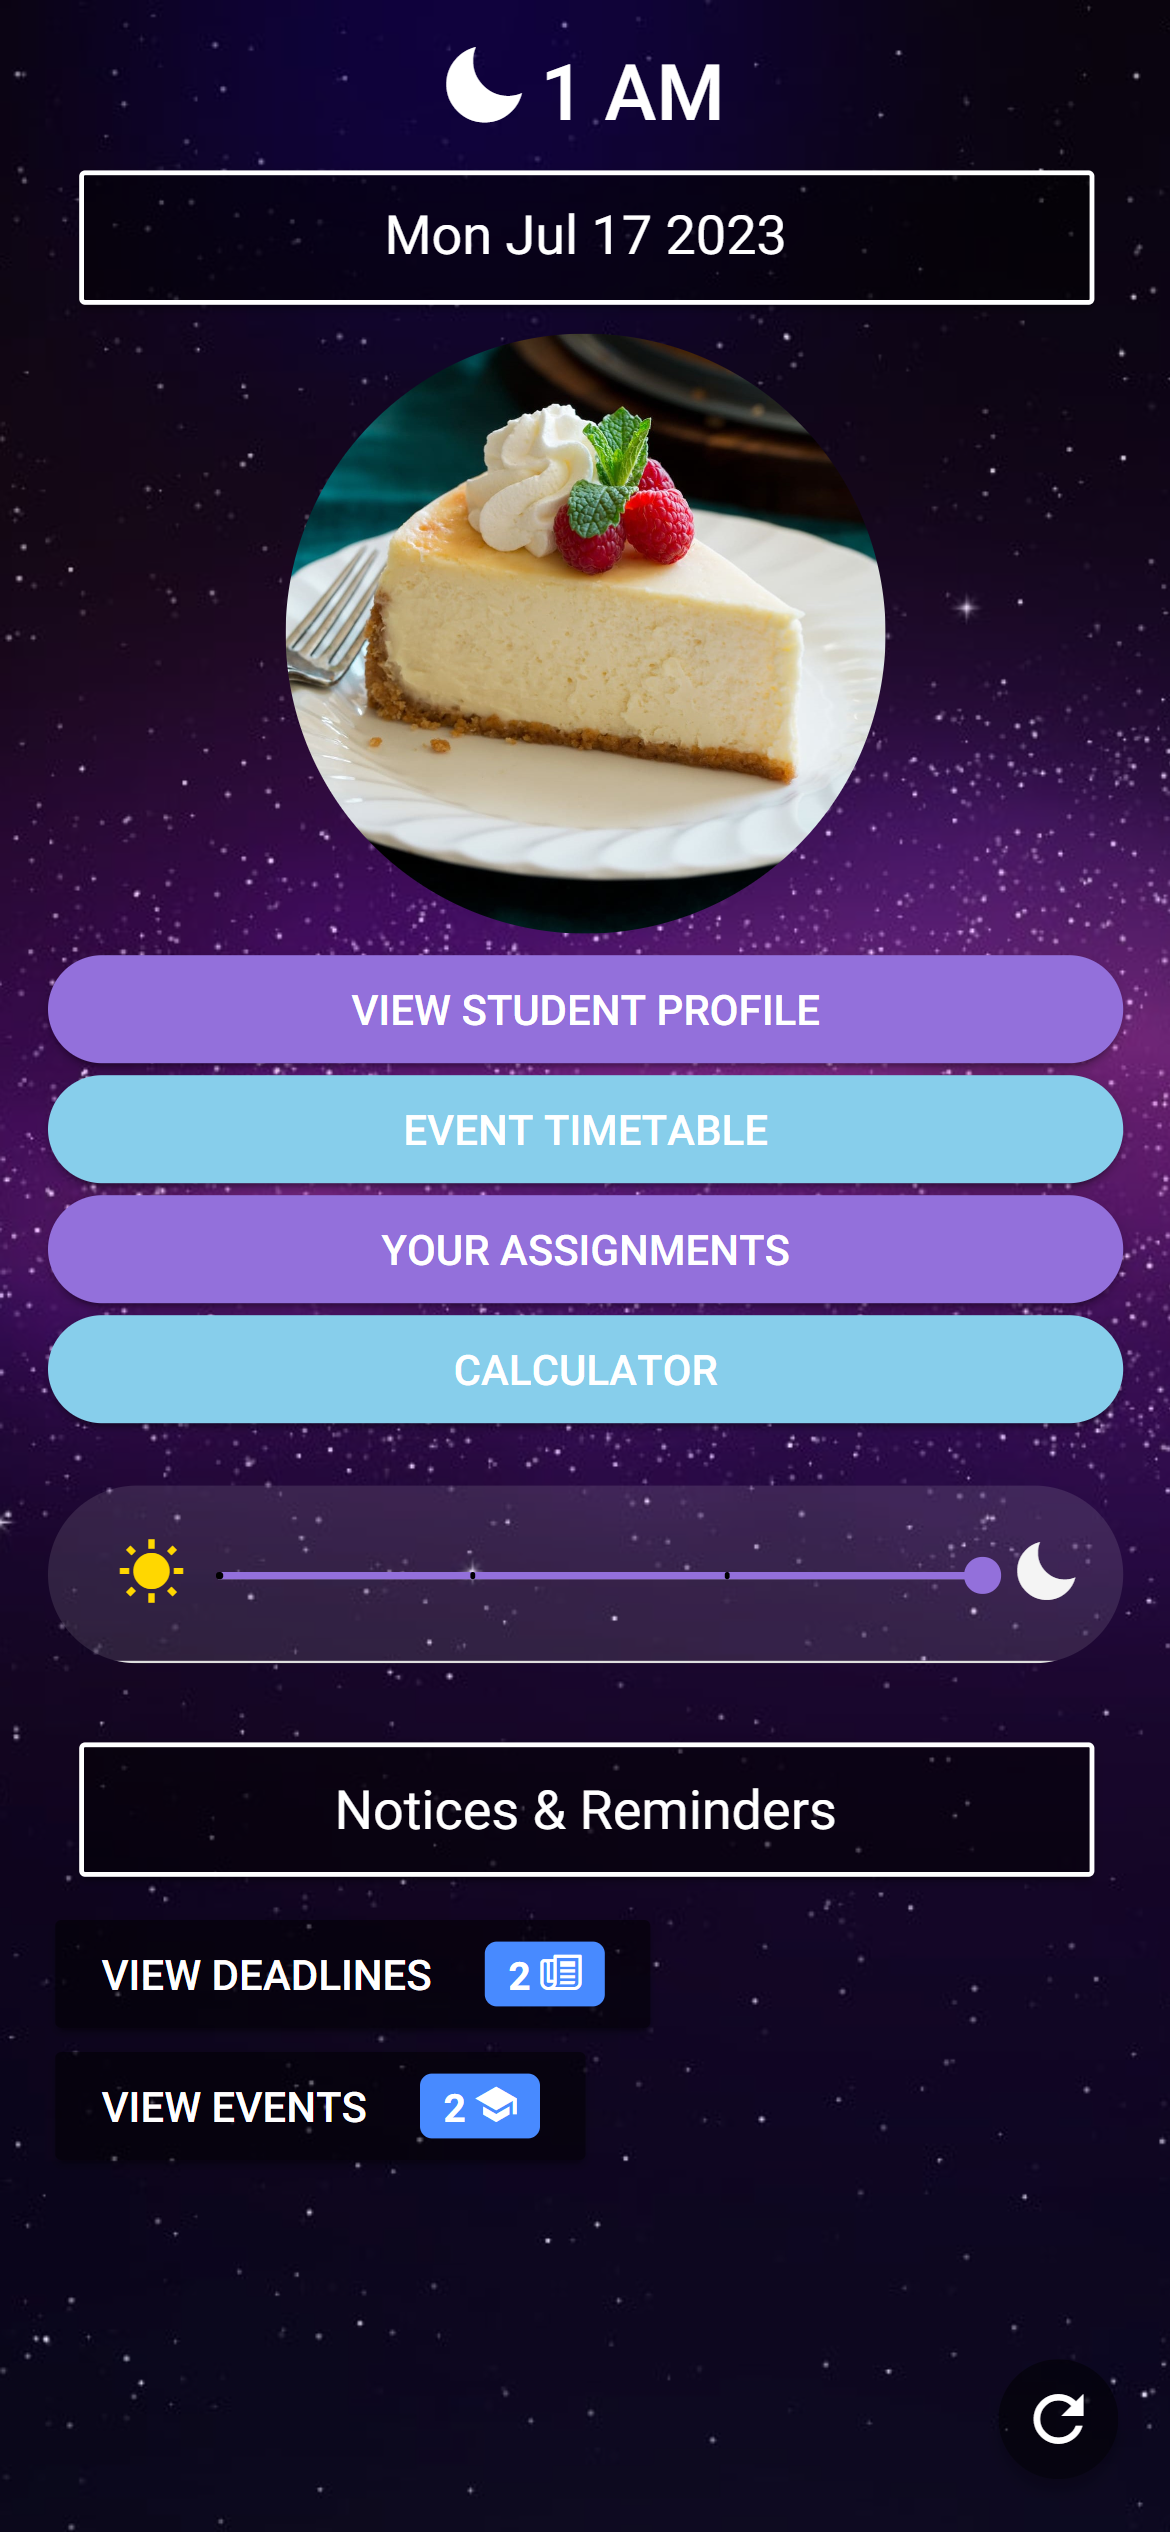 1 AM
Mon Jul 17 2023
VIEW STUDENT PROFILE
EVENT TIMETABLE
YOUR ASSIGNMENTS
CALCULATOR
Notices & Reminders
VIEW DEADLINES 2
VIEW EVENTS 2